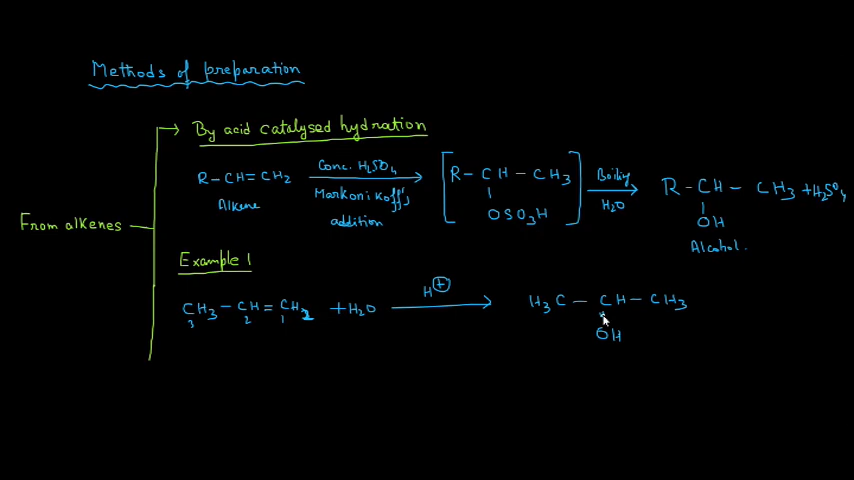 Methods of preparation
→ By acid catalysed hydration
R-CH=CH2 Conc. H2SO4 [R-CH-CH3] Boiling R-CH-CH3+H2SO4
Alkene Markonikoff's addition OSO3H H2O OH
Alcohol.
From alkenes
Example 1
CH3-CH=CH2 +H2O H⊕ H3C-CH-CH3
3 2 1 OH